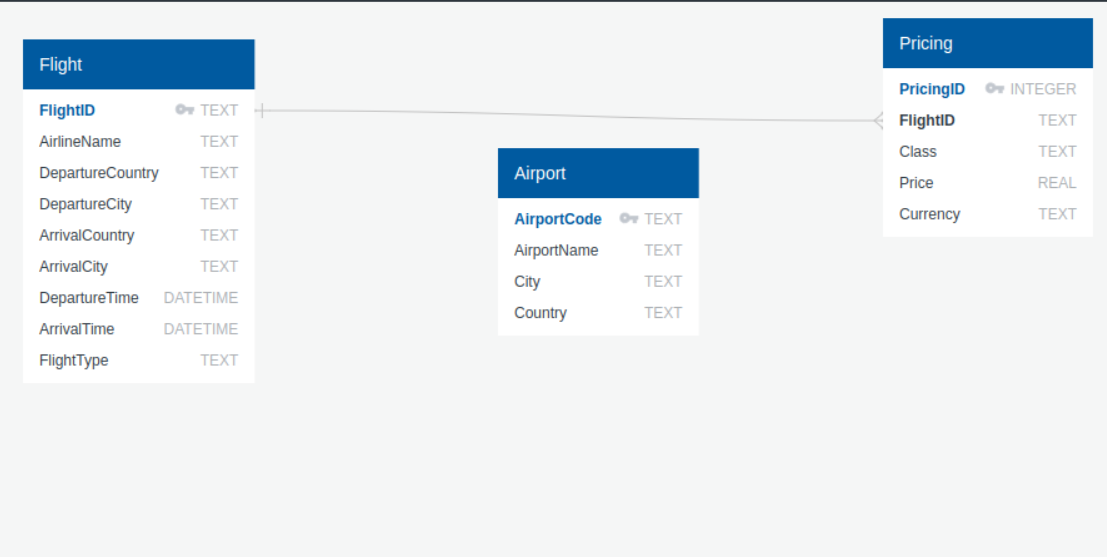 Flight
FlightID TEXT
AirlineName TEXT
DepartureCountry TEXT
DepartureCity TEXT
ArrivalCountry TEXT
ArrivalCity TEXT
DepartureTime DATETIME
ArrivalTime DATETIME
FlightType TEXT
Airport
AirportCode TEXT
AirportName TEXT
City TEXT
Country TEXT
Pricing
PricingID INTEGER
FlightID TEXT
Class TEXT
Price REAL
Currency TEXT